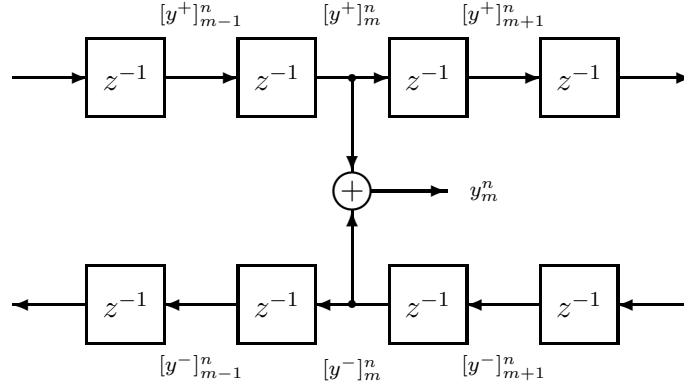 [y⁺]ⁿₘ₋₁ [y⁺]ⁿₘ [y⁺]ⁿₘ₊₁
z⁻¹ z⁻¹ z⁻¹ z⁻¹
+ yⁿₘ
z⁻¹ z⁻¹ z⁻¹ z⁻¹
[y⁻]ⁿₘ₋₁ [y⁻]ⁿₘ [y⁻]ⁿₘ₊₁